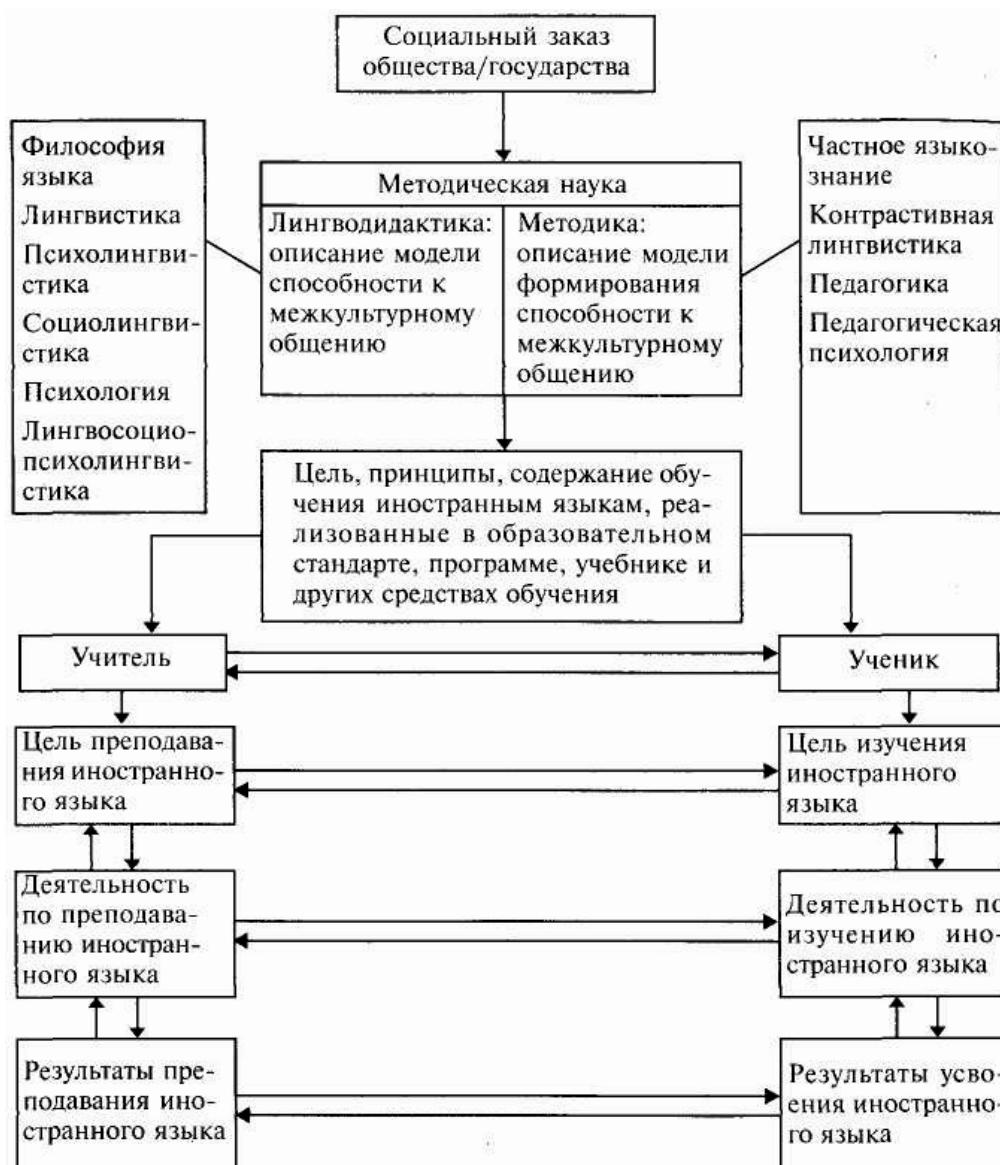 Социальный заказ
общества/государства
Философия
языка
Лингвистика
Психолингви-
стика
Социолингви-
стика
Психология
Лингвосоцио-
психолингви-
стика
Методическая наука
Лингводидактика:
описание модели
способности к
межкультурному
общению
Методика:
описание модели
формирования
способности к
межкультурному
общению
Частное языко-
знание
Контрастивная
лингвистика
Педагогика
Педагогическая
психология
Цель, принципы, содержание обу-
чения иностранным языкам, реа-
лизованные в образовательном
стандарте, программе, учебнике и
других средствах обучения
Учитель
Ученик
Цель преподава-
ния иностранно-
го языка
Цель изучения
иностранного
языка
Деятельность
по преподава-
нию иностран-
ного языка
Деятельность по
изучению ино-
странного языка
Результаты пре-
подавания ино-
странного языка
Результаты усво-
ения иностранно-
го языка